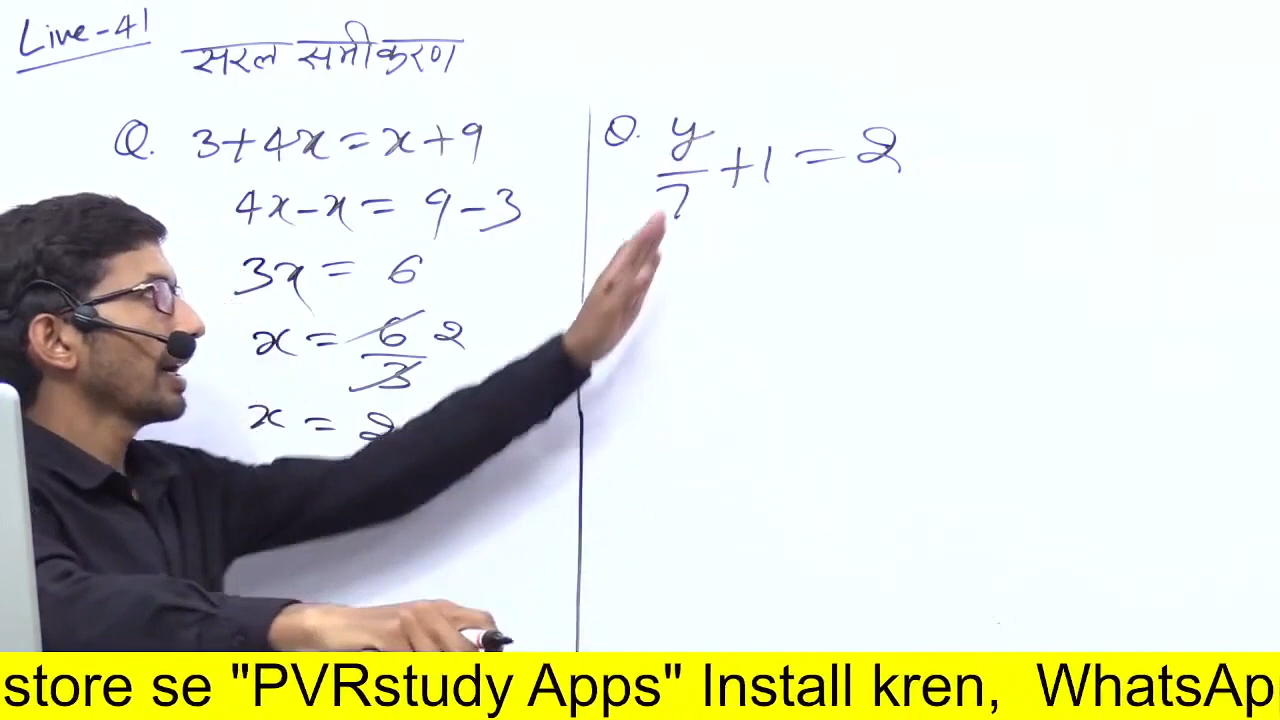 Live-41
सरल समीकरण
Q. 3+4x=x+9
4x-x= 9-3
3x= 6
x= 6/3 2
x = 2
Q. y/7 +1 = 2
store se "PVRstudy Apps" Install kren, WhatsAp